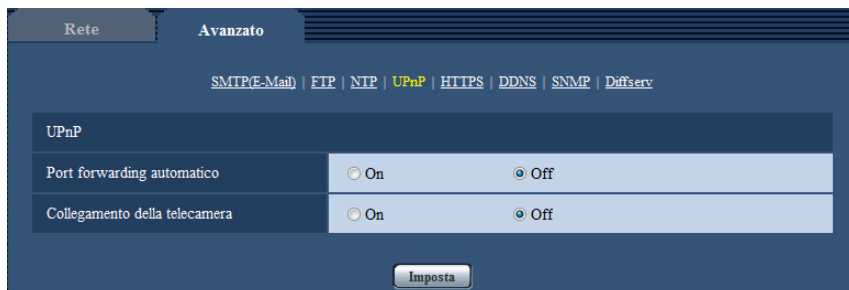 Rete Avanzato
SMTP(E-Mail) | FTP | NTP | UPnP | HTTPS | DDNS | SNMP | Diffserv
UPnP
Port forwarding automatico On Off
Collegamento della telecamera On Off
Imposta